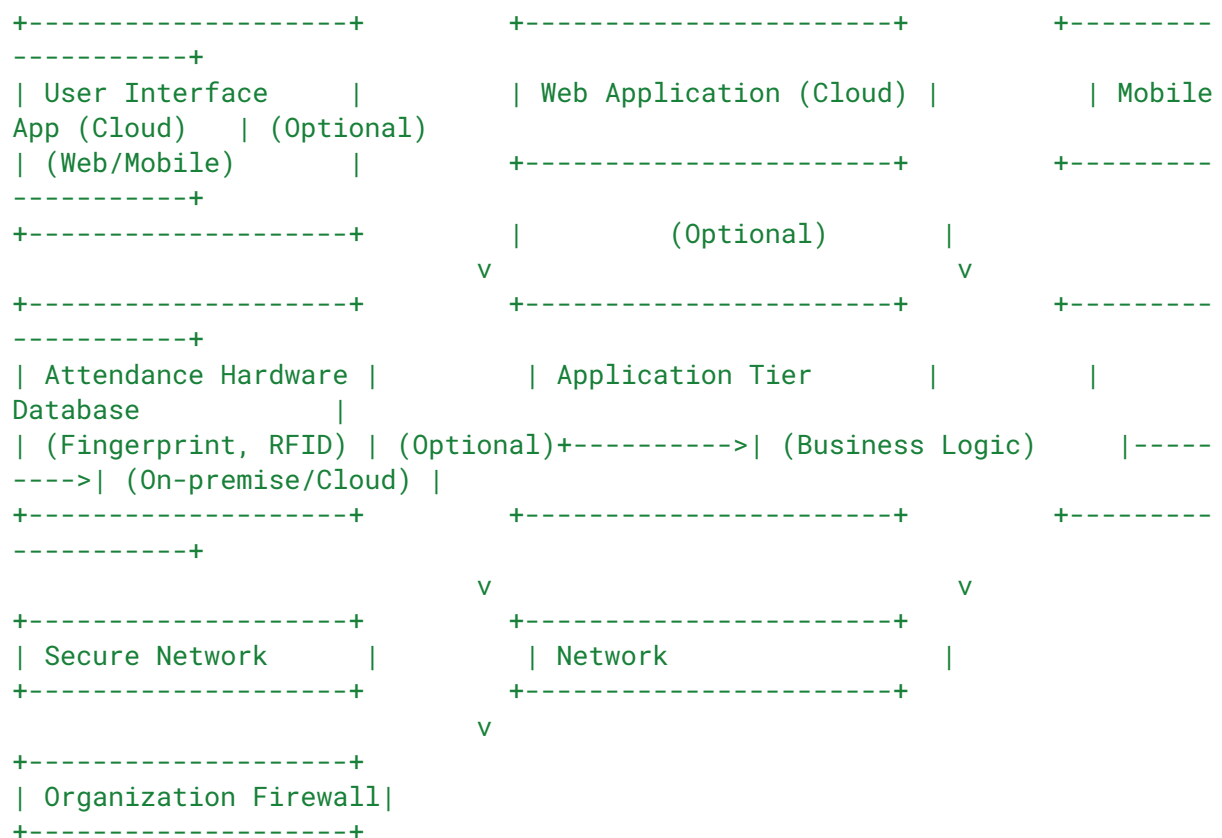 +--------------------+          +-----------------------+          +---------
-----------+
| User Interface     |          | Web Application (Cloud) |          | Mobile
App (Cloud)   | (Optional)
| (Web/Mobile)       |          +-----------------------+          +---------
-----------+
+--------------------+          |         (Optional)       |
v                             v
+--------------------+          +-----------------------+          +---------
-----------+
| Attendance Hardware |         | Application Tier       |         |
Database            |
| (Fingerprint, RFID) | (Optional)+---------->| (Business Logic)     |-----
---->| (On-premise/Cloud) |
+--------------------+          +-----------------------+          +---------
-----------+
v                             v
+--------------------+          +-----------------------+
| Secure Network      |         | Network                 |
+--------------------+          +-----------------------+
v
+--------------------+
| Organization Firewall|
+--------------------+